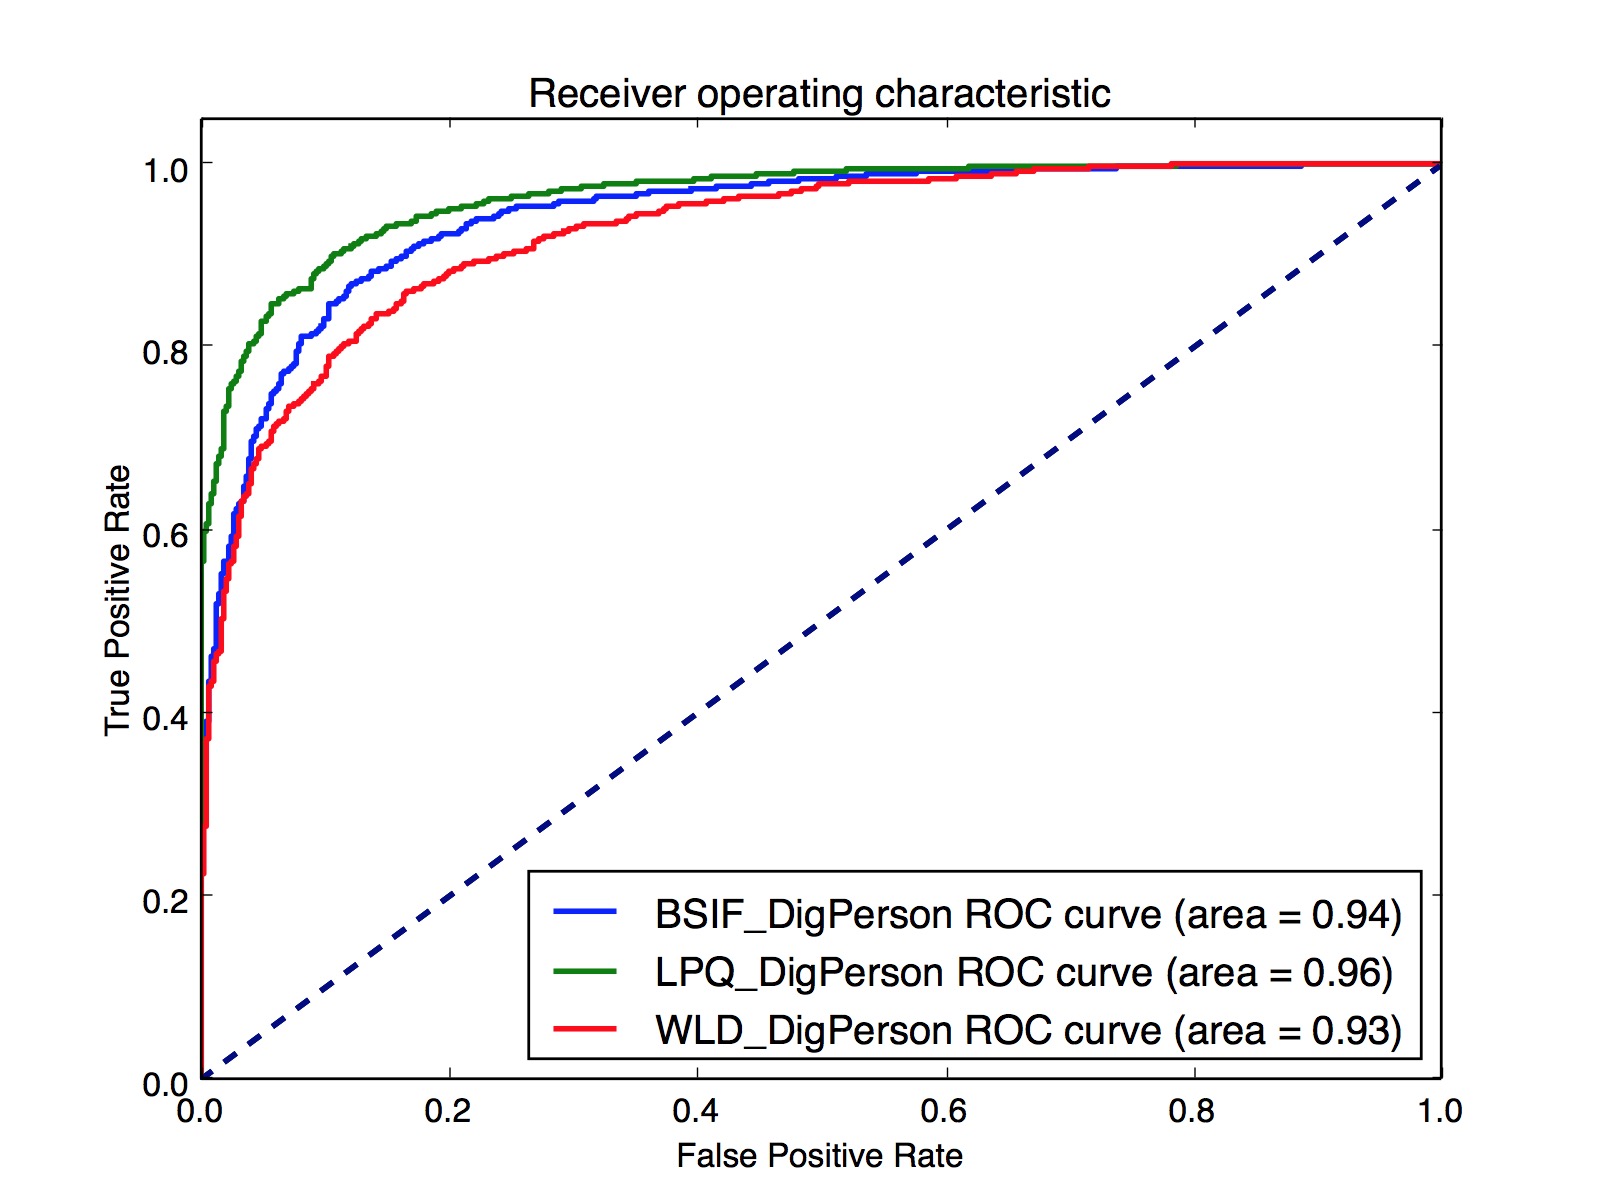 Receiver operating characteristic
1.0
0.8
0.6
0.4
0.2
0.0
True Positive Rate
BSIF_DigPerson ROC curve (area = 0.94)
LPQ_DigPerson ROC curve (area = 0.96)
WLD_DigPerson ROC curve (area = 0.93)
0.0 0.2 0.4 0.6 0.8 1.0
False Positive Rate